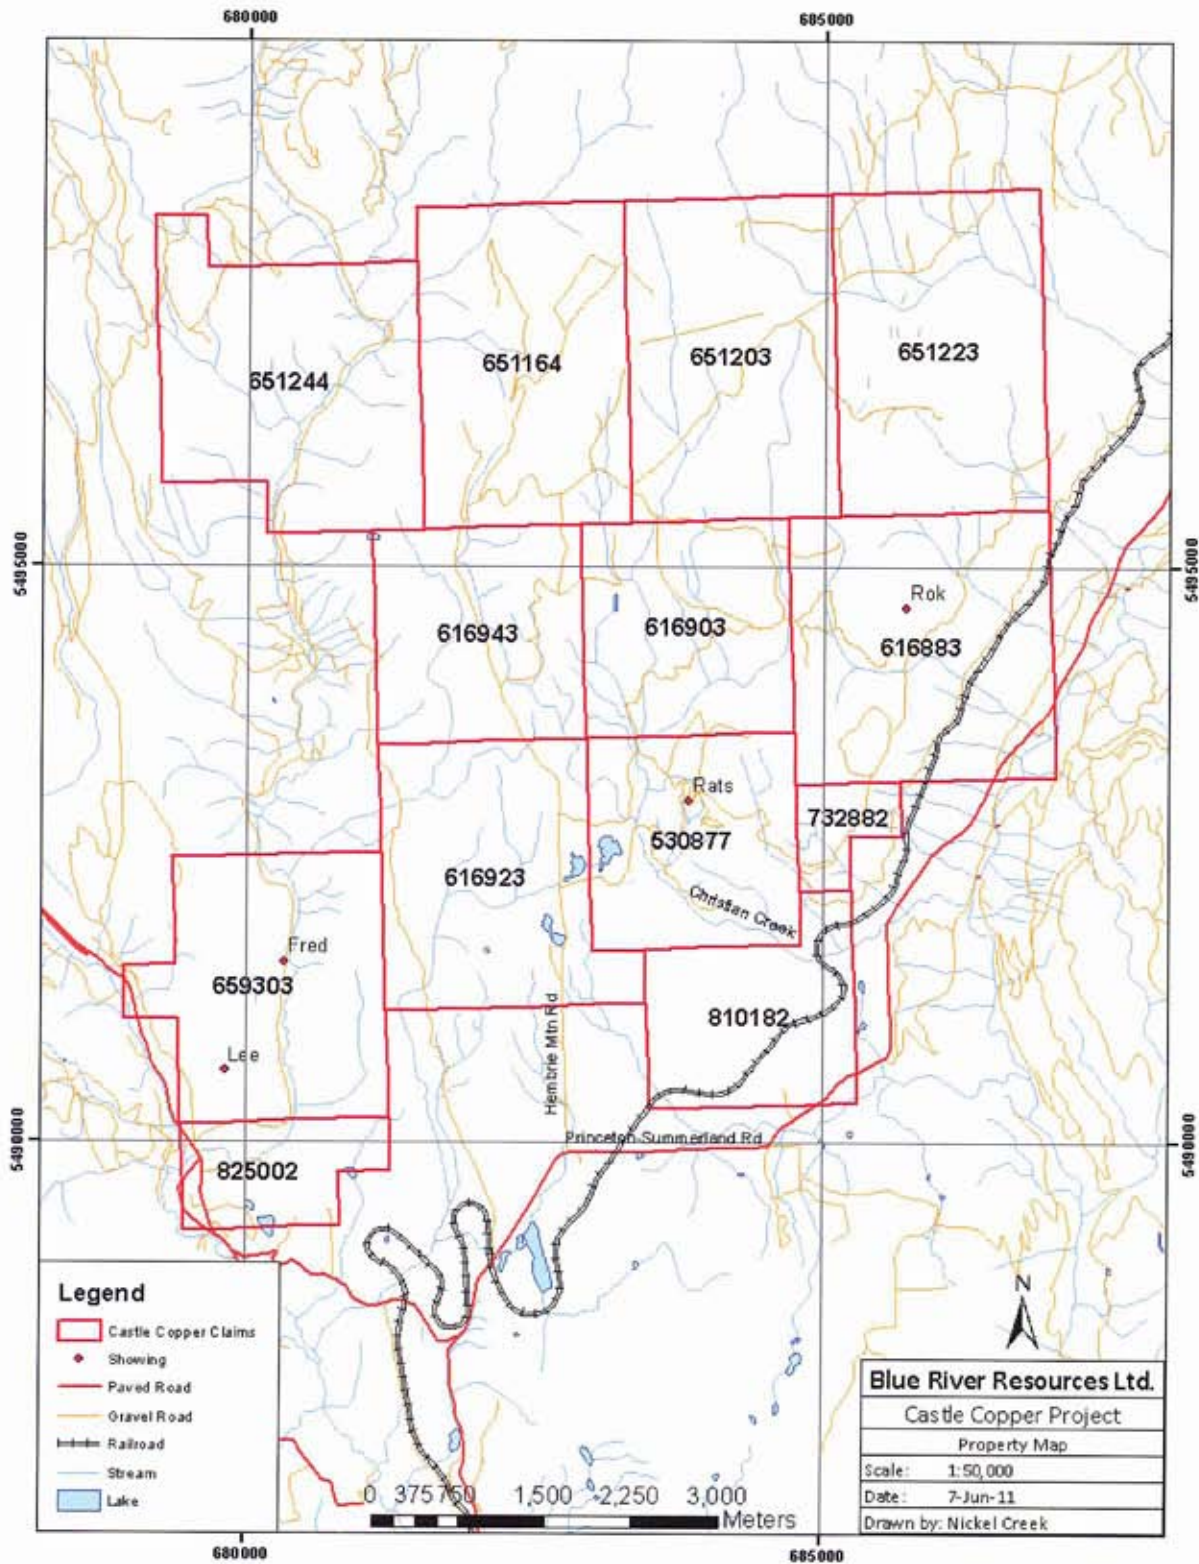 680000
685000
651244
651164
651203
651223
5495000
5495000
Rok
616943
616903
616883
Rats
530877
732882
616923
Christian Creek
Fred
659303
810182
Hembrie Mtn Rd
Lee
5490000
5490000
Princeton-Summerland Rd
825002
Legend
Castle Copper Claims
Showing
Paved Road
Gravel Road
Railroad
Stream
Lake
N
Blue River Resources Ltd.
Castle Copper Project
Property Map
Scale: 1:50,000
Date: 7-Jun-11
Drawn by: Nickel Creek
0 375 750 1,500 2,250 3,000
Meters
680000
685000